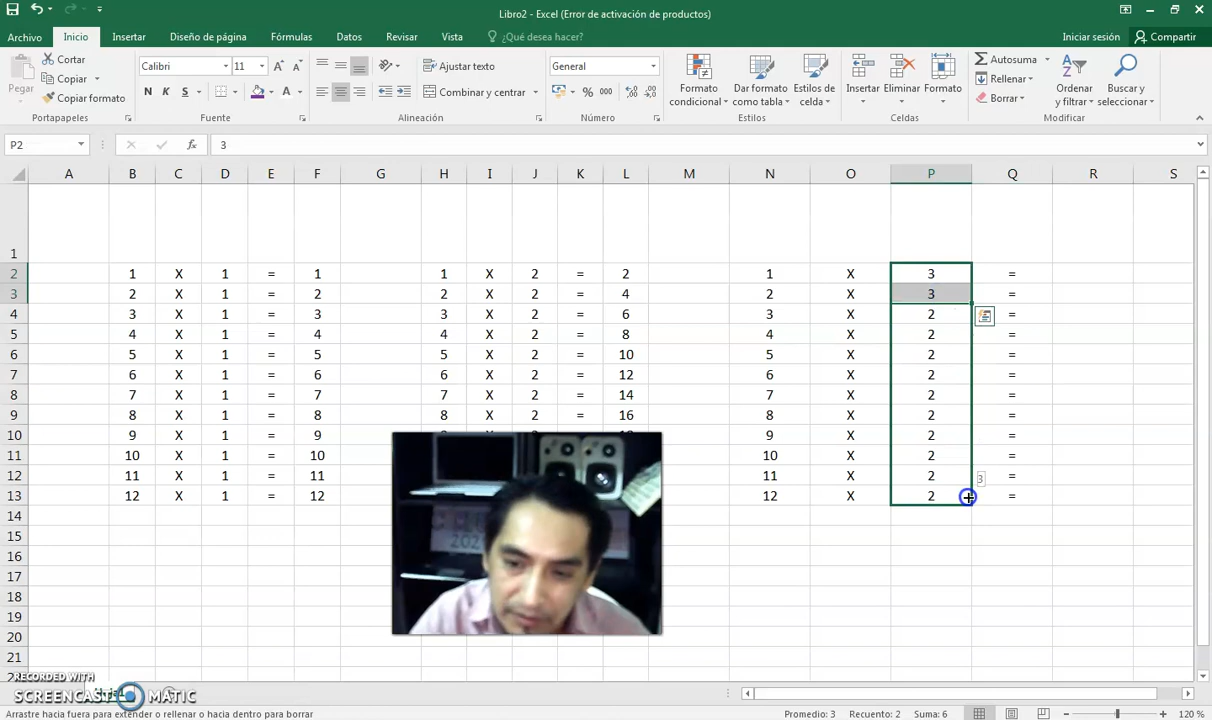 Libro2 - Excel (Error de activación de productos)
Archivo Inicio Insertar Diseño de página Fórmulas Datos Revisar Vista ¿Qué desea hacer? Iniciar sesión Compartir
Pegar
Cortar
Copiar
Copiar formato
Portapapeles
Calibri 11
N K S
Fuente
Ajustar texto
Combinar y centrar
Alineación
General
% 000
Número
Formato condicional
Dar formato como tabla
Estilos de celda
Estilos
Insertar Eliminar Formato
Celdas
Autosuma
Rellenar
Borrar
Ordenar y filtrar
Buscar y seleccionar
Modificar
P2 fx 3
A B C D E F G H I J K L M N O P Q R S
1
2 1 X 1 = 1 1 X 2 = 2 1 X 3 =
3 2 X 1 = 2 2 X 2 = 4 2 X 3 =
4 3 X 1 = 3 3 X 2 = 6 3 X 2 =
5 4 X 1 = 4 4 X 2 = 8 4 X 2 =
6 5 X 1 = 5 5 X 2 = 10 5 X 2 =
7 6 X 1 = 6 6 X 2 = 12 6 X 2 =
8 7 X 1 = 7 7 X 2 = 14 7 X 2 =
9 8 X 1 = 8 8 X 2 = 16 8 X 2 =
10 9 X 1 = 9 9 X 2 =
11 10 X 1 = 10 10 X 2 =
12 11 X 1 = 11 11 X 2 3 =
13 12 X 1 = 12 12 X 2 =
14
15
16
17
18
19
20
21
RECORDED WITH
SCREENCAST MATIC
Arrastre hacia fuera para extender o rellenar o hacia dentro para borrar
Promedio: 3 Recuento: 2 Suma: 6 120 %